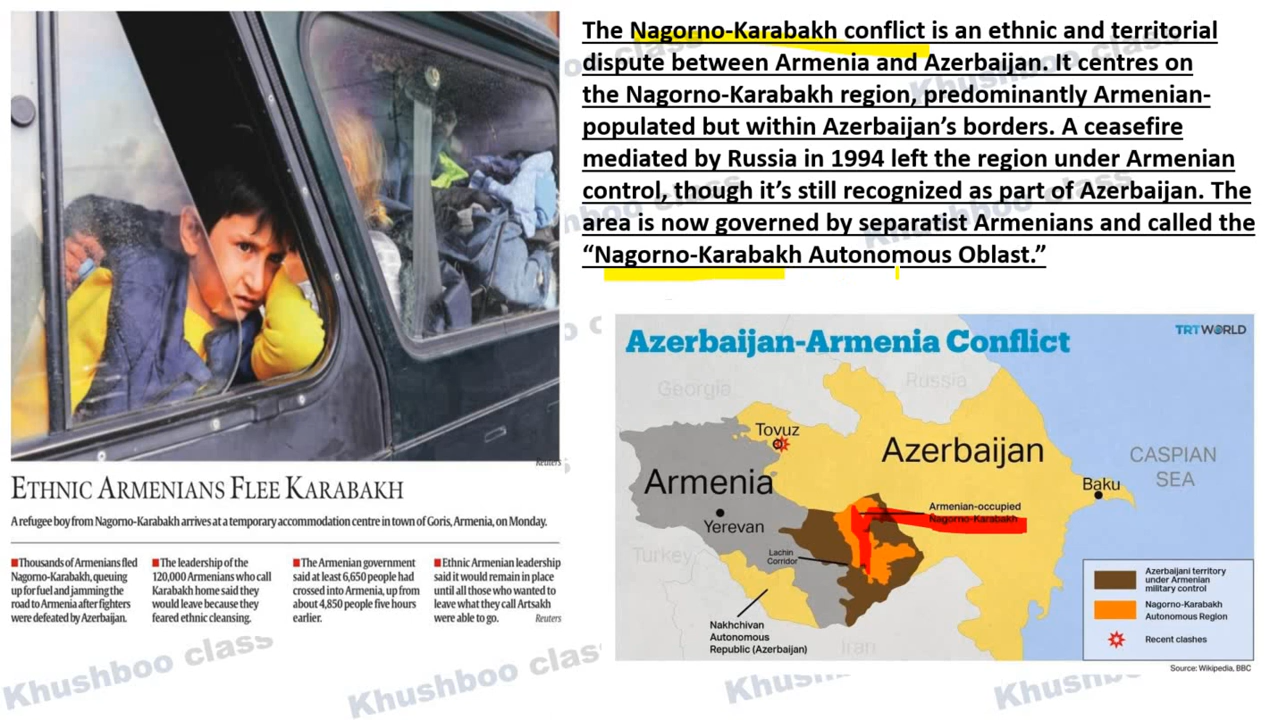 Reuters
ETHNIC ARMENIANS FLEE KARABAKH
A refugee boy from Nagorno-Karabakh arrives at a temporary accommodation centre in town of Goris, Armenia, on Monday.
Thousands of Armenians fled
Nagorno-Karabakh, queuing
up for fuel and jamming the
road to Armenia after fighters
were defeated by Azerbaijan.
The leadership of the
120,000 Armenians who call
Karabakh home said they
would leave because they
feared ethnic cleansing.
The Armenian government
said at least 6,650 people had
crossed into Armenia, up from
about 4,850 people five hours
earlier.
Ethnic Armenian leadership
said it would remain in place
until all those who wanted to
leave what they call Artsakh
were able to go. Reuters
The Nagorno-Karabakh conflict is an ethnic and territorial
dispute between Armenia and Azerbaijan. It centres on
the Nagorno-Karabakh region, predominantly Armenian-
populated but within Azerbaijan's borders. A ceasefire
mediated by Russia in 1994 left the region under Armenian
control, though it's still recognized as part of Azerbaijan. The
area is now governed by separatist Armenians and called the
“Nagorno-Karabakh Autonomous Oblast.”
Azerbaijan-Armenia Conflict
TRT WORLD
Georgia
Russia
Tovuz
Azerbaijan
CASPIAN
SEA
Armenia
Baku
Yerevan
Armenian-occupied
Nagorno-Karabakh
Turkey
Lachin
Corridor
Nakhchivan
Autonomous
Republic (Azerbaijan)
Iran
Azerbaijani territory
under Armenian
military control
Nagorno-Karabakh
Autonomous Region
Recent clashes
Source: Wikipedia, BBC
Khushboo class
Khushboo class